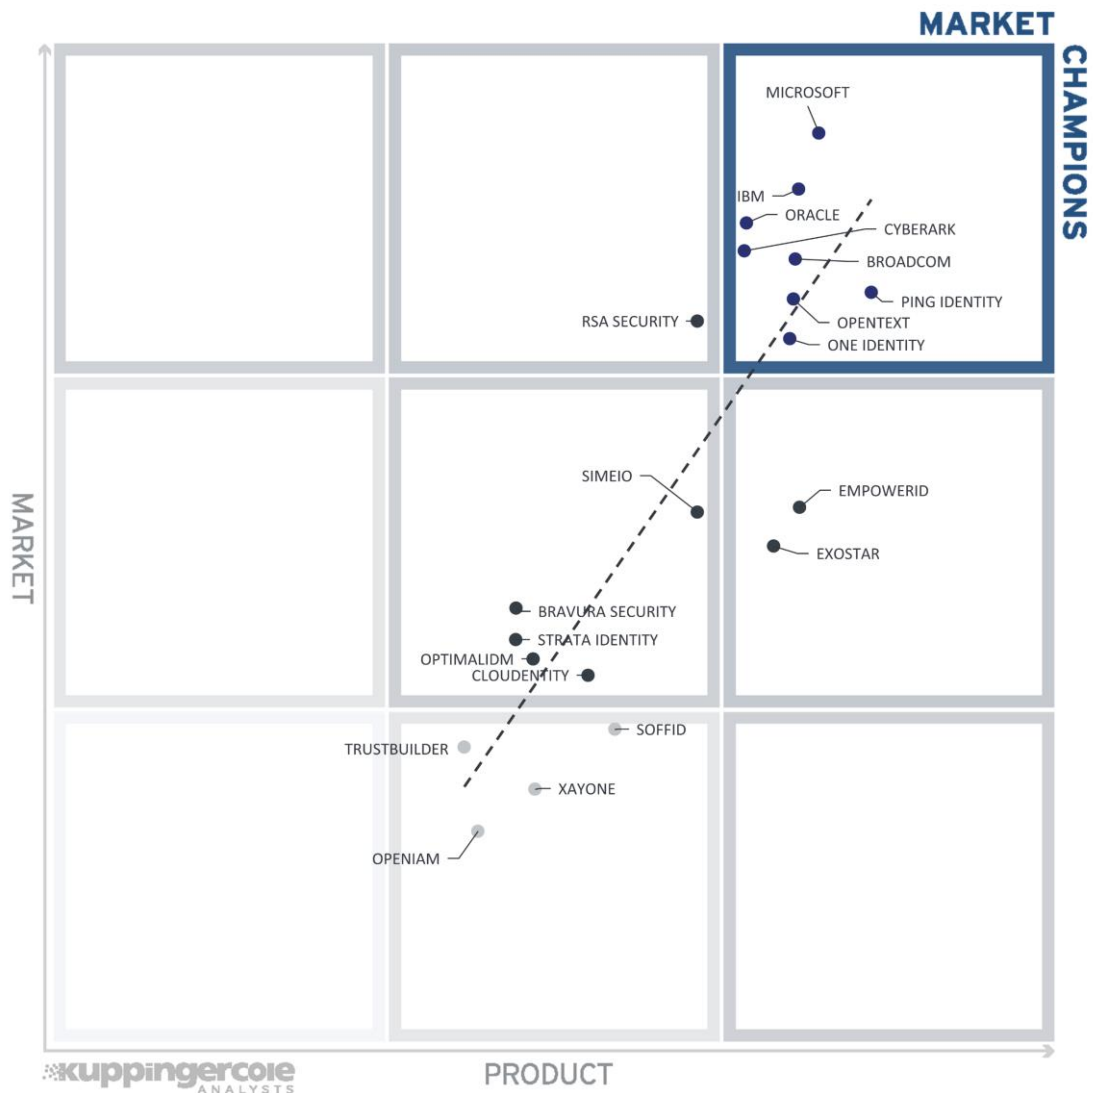 MARKET
CHAMPIONS
MICROSOFT
IBM
ORACLE
CYBERARK
BROADCOM
PING IDENTITY
RSA SECURITY
OPENTEXT
ONE IDENTITY
SIMEIO
EMPOWERID
EXOSTAR
MARKET
BRAVURA SECURITY
STRATA IDENTITY
OPTIMALIDM
CLOUDENTITY
SOFFID
TRUSTBUILDER
XAYONE
OPENIAM
kuppingercole
ANALYSTS
PRODUCT